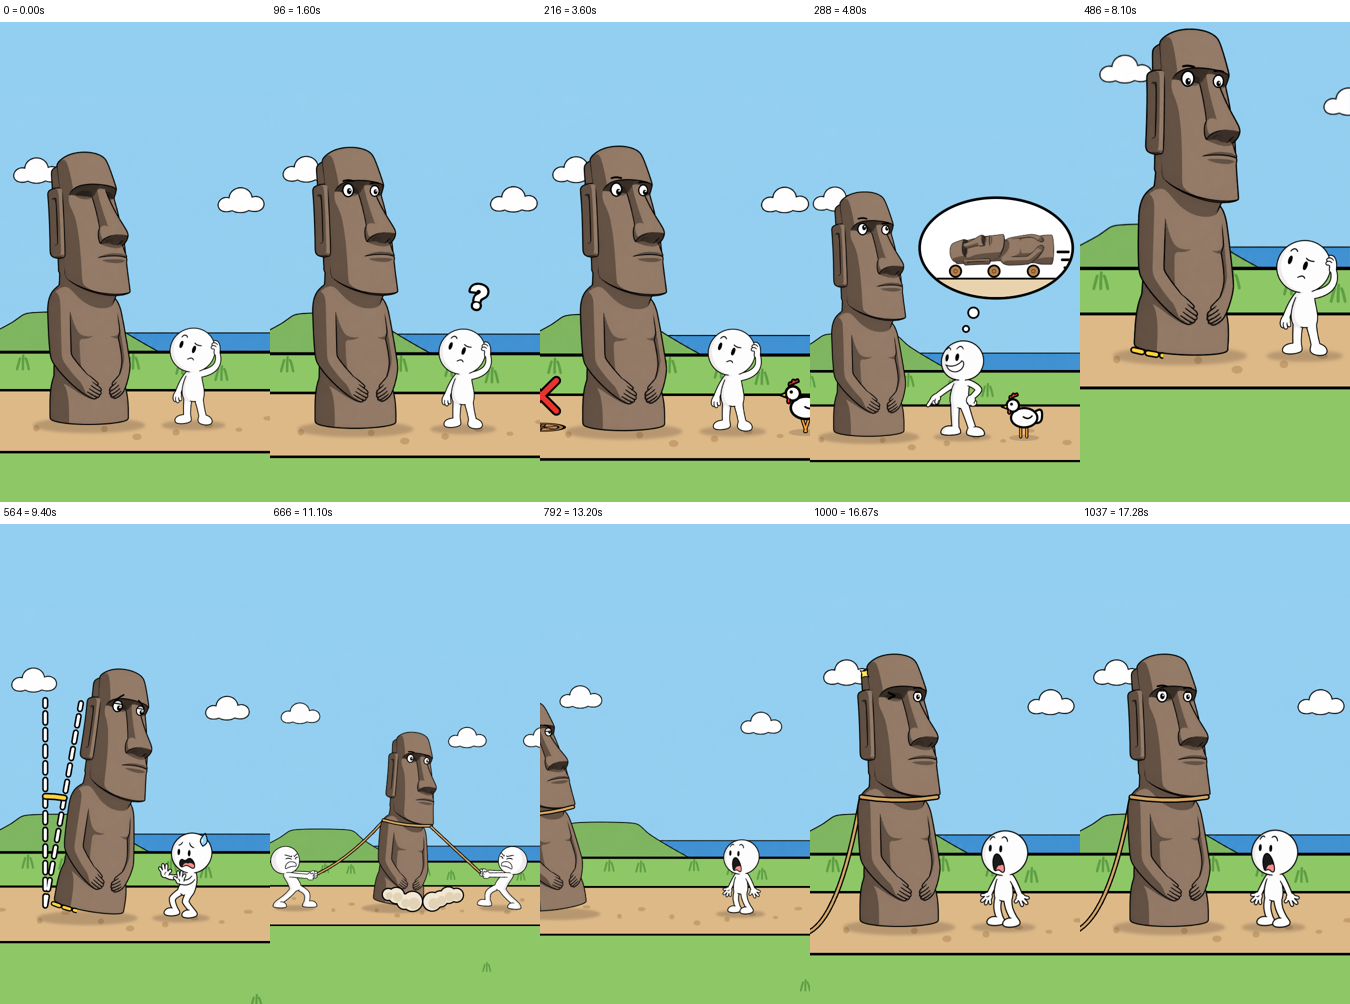 0 = 0.00s
96 = 1.60s
216 = 3.60s
288 = 4.80s
486 = 8.10s
?
564 = 9.40s
666 = 11.10s
792 = 13.20s
1000 = 16.67s
1037 = 17.28s